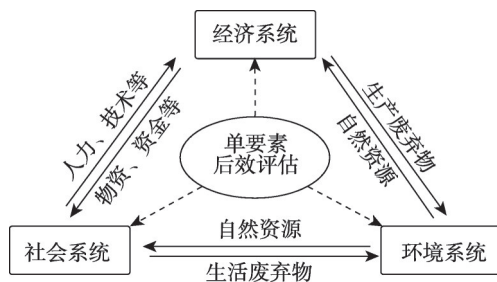 经济系统
人力、技术等
物资、资金等
生产废弃物
自然资源
单要素
后效评估
社会系统
自然资源
生活废弃物
环境系统